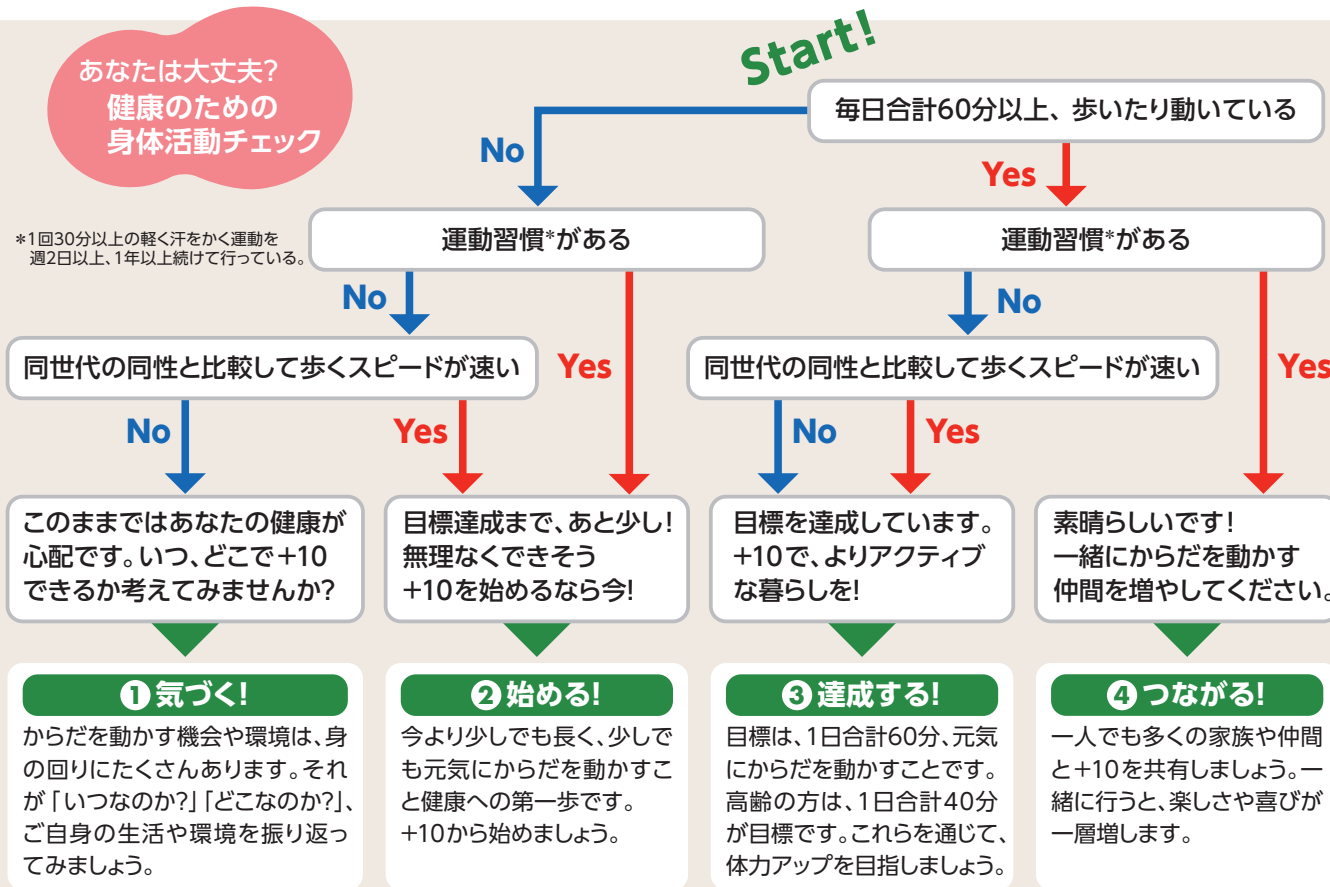 あなたは大丈夫?
健康のための
身体活動チェック
Start!
毎日合計60分以上、歩いたり動いている
No
Yes
*1回30分以上の軽く汗をかく運動を
週2日以上、1年以上続けて行っている。
運動習慣*がある
運動習慣*がある
No
No
同世代の同性と比較して歩くスピードが速い
Yes
同世代の同性と比較して歩くスピードが速い
Yes
No
Yes
No
Yes
このままではあなたの健康が
心配です。いつ、どこで+10
できるか考えてみませんか?
目標達成まで、あと少し!
無理なくできそう
+10を始めるなら今!
目標を達成しています。
+10で、よりアクティブ
な暮らしを!
素晴らしいです!
一緒にからだを動かす
仲間を増やしてください。
❶気づく!
からだを動かす機会や環境は、身
の回りにたくさんあります。それ
が「いつなのか?」「どこなのか?」、
ご自身の生活や環境を振り返っ
てみましょう。
❷始める!
今より少しでも長く、少しで
も元気にからだを動かすこ
と健康への第一歩です。
+10から始めましょう。
❸達成する!
目標は、1日合計60分、元気
にからだを動かすことです。
高齢の方は、1日合計40分
が目標です。これらを通じて、
体力アップを目指しましょう。
❹つながる!
一人でも多くの家族や仲間
と+10を共有しましょう。一
緒に行うと、楽しさや喜びが
一層増します。